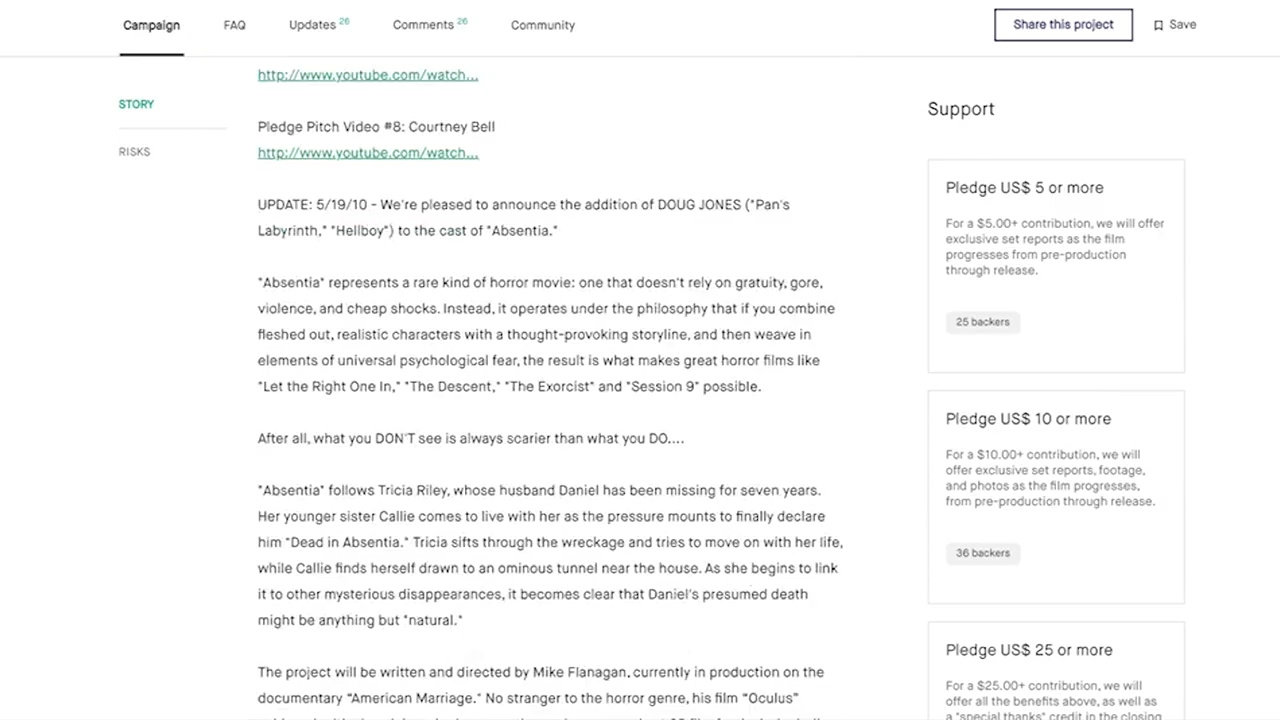 Campaign
FAQ
Updates 26
Comments 26
Community
Share this project
Save
STORY
RISKS
http://www.youtube.com/watch...
Pledge Pitch Video #8: Courtney Bell
http://www.youtube.com/watch...
UPDATE: 5/19/10 - We're pleased to announce the addition of DOUG JONES ("Pan's
Labyrinth," "Hellboy") to the cast of "Absentia."
"Absentia" represents a rare kind of horror movie: one that doesn't rely on gratuity, gore,
violence, and cheap shocks. Instead, it operates under the philosophy that if you combine
fleshed out, realistic characters with a thought-provoking storyline, and then weave in
elements of universal psychological fear, the result is what makes great horror films like
"Let the Right One In," "The Descent," "The Exorcist" and "Session 9" possible.
After all, what you DON'T see is always scarier than what you DO....
"Absentia" follows Tricia Riley, whose husband Daniel has been missing for seven years.
Her younger sister Callie comes to live with her as the pressure mounts to finally declare
him "Dead in Absentia." Tricia sifts through the wreckage and tries to move on with her life,
while Callie finds herself drawn to an ominous tunnel near the house. As she begins to link
it to other mysterious disappearances, it becomes clear that Daniel's presumed death
might be anything but "natural."
The project will be written and directed by Mike Flanagan, currently in production on the
documentary "American Marriage." No stranger to the horror genre, his film "Oculus"
Support
Pledge US$ 5 or more
For a $5.00+ contribution, we will offer
exclusive set reports as the film
progresses from pre-production
through release.
25 backers
Pledge US$ 10 or more
For a $10.00+ contribution, we will
offer exclusive set reports, footage,
and photos as the film progresses,
from pre-production through release.
36 backers
Pledge US$ 25 or more
For a $25.00+ contribution, we will
offer all the benefits above, as well as
a "special thanks" credit in the closing